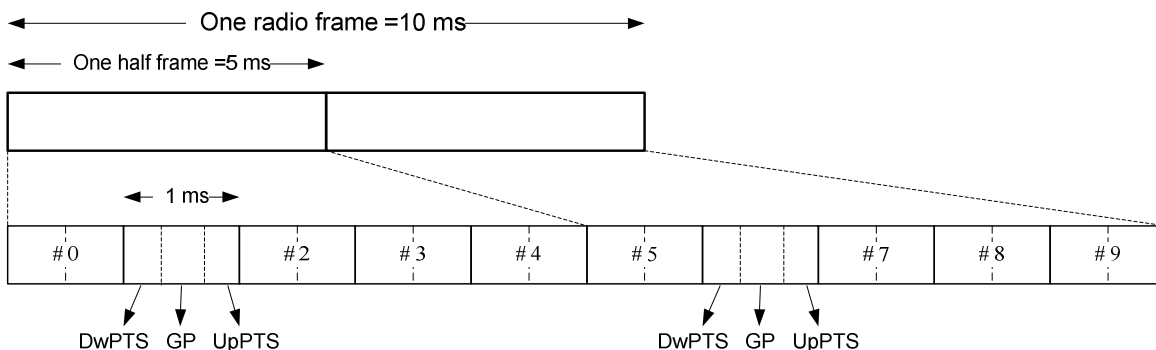 One radio frame =10 ms
One half frame =5 ms
1 ms
#0 #2 #3 #4 #5 #7 #8 #9
DwPTS GP UpPTS DwPTS GP UpPTS